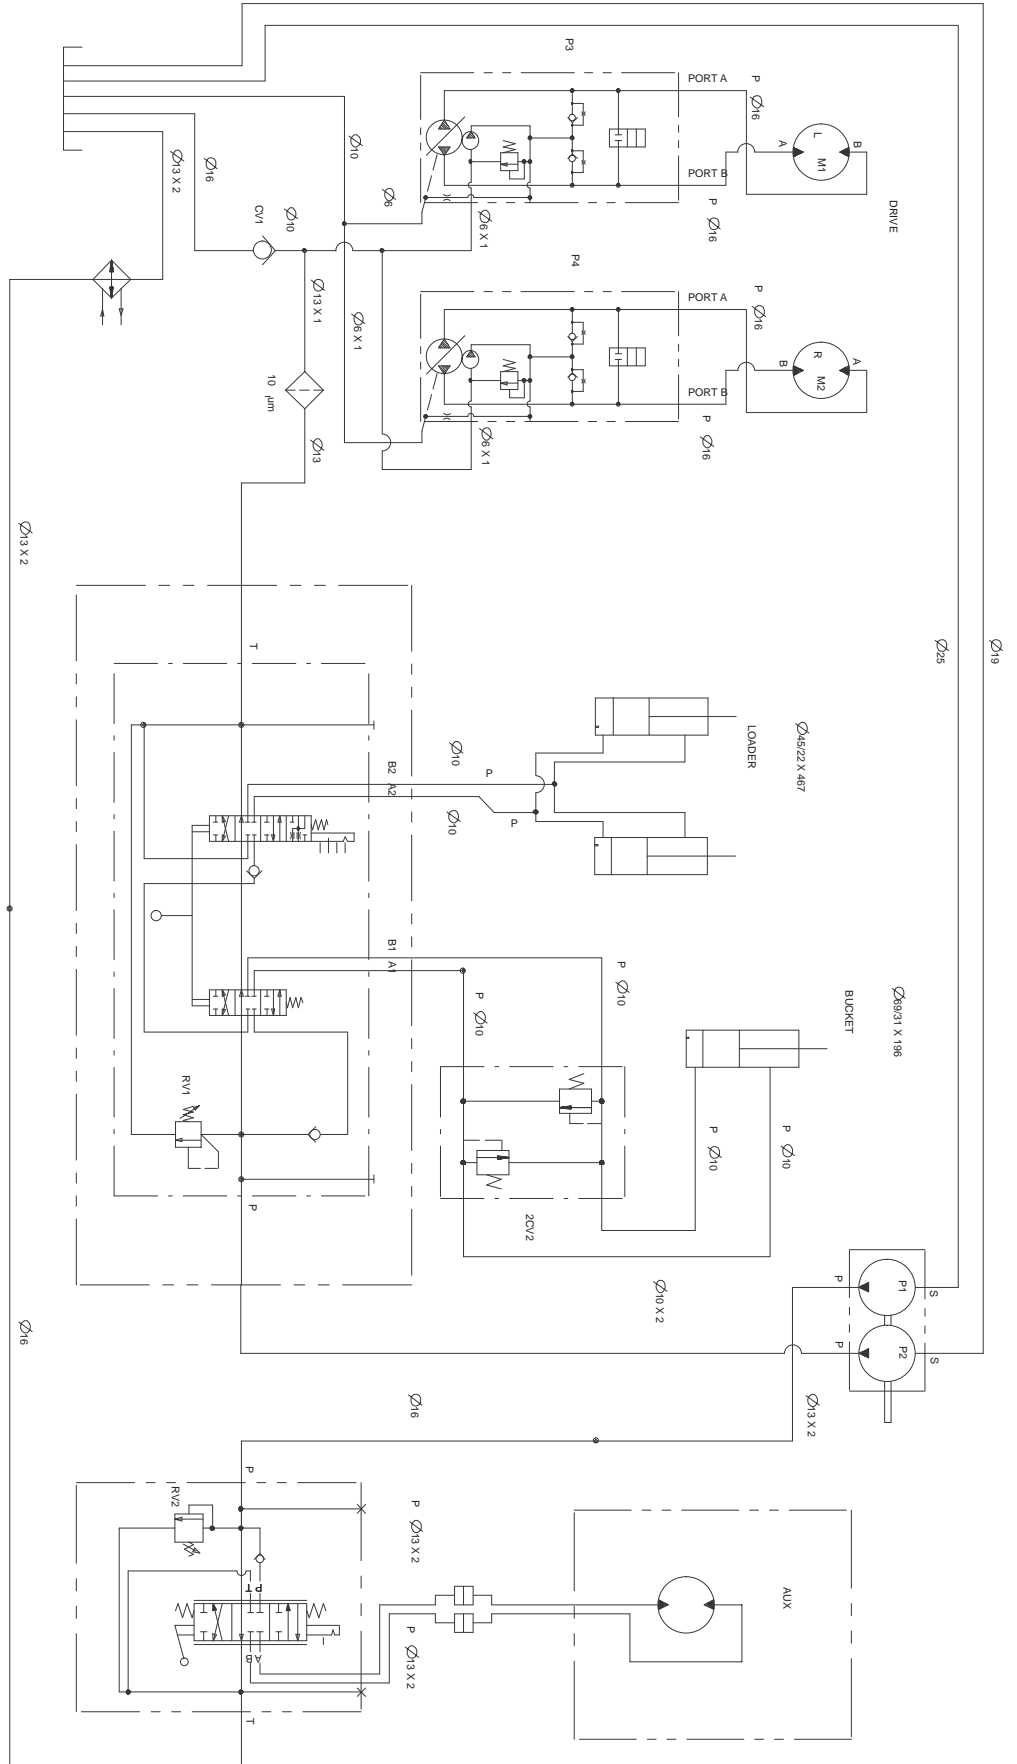 P3
PORT A
P
Ø16
A
B
L
M1
PORT B
P
Ø16
DRIVE
Ø10
Ø6
Ø6 X 1
Ø13 X 2
Ø16
CV1
Ø10
P4
PORT A
P
Ø16
B
A
R
M2
PORT B
P
Ø16
Ø13 X 1
Ø6 X 1
10 µm
Ø13
Ø6 X 1
Ø13 X 2
Ø25
Ø19
T
LOADER
Ø45/22 X 467
B2
A2
Ø10
P
Ø10
P
B1
A1
P
Ø10
P
Ø10
BUCKET
Ø69/31 X 196
RV1
P
Ø10
P
Ø10
P
2CV2
Ø10 X 2
P
P1
S
P
P2
S
Ø16
Ø16
Ø13 X 2
P
RV2
P
Ø13 X 2
PT
AB
P
Ø13 X 2
T
AUX